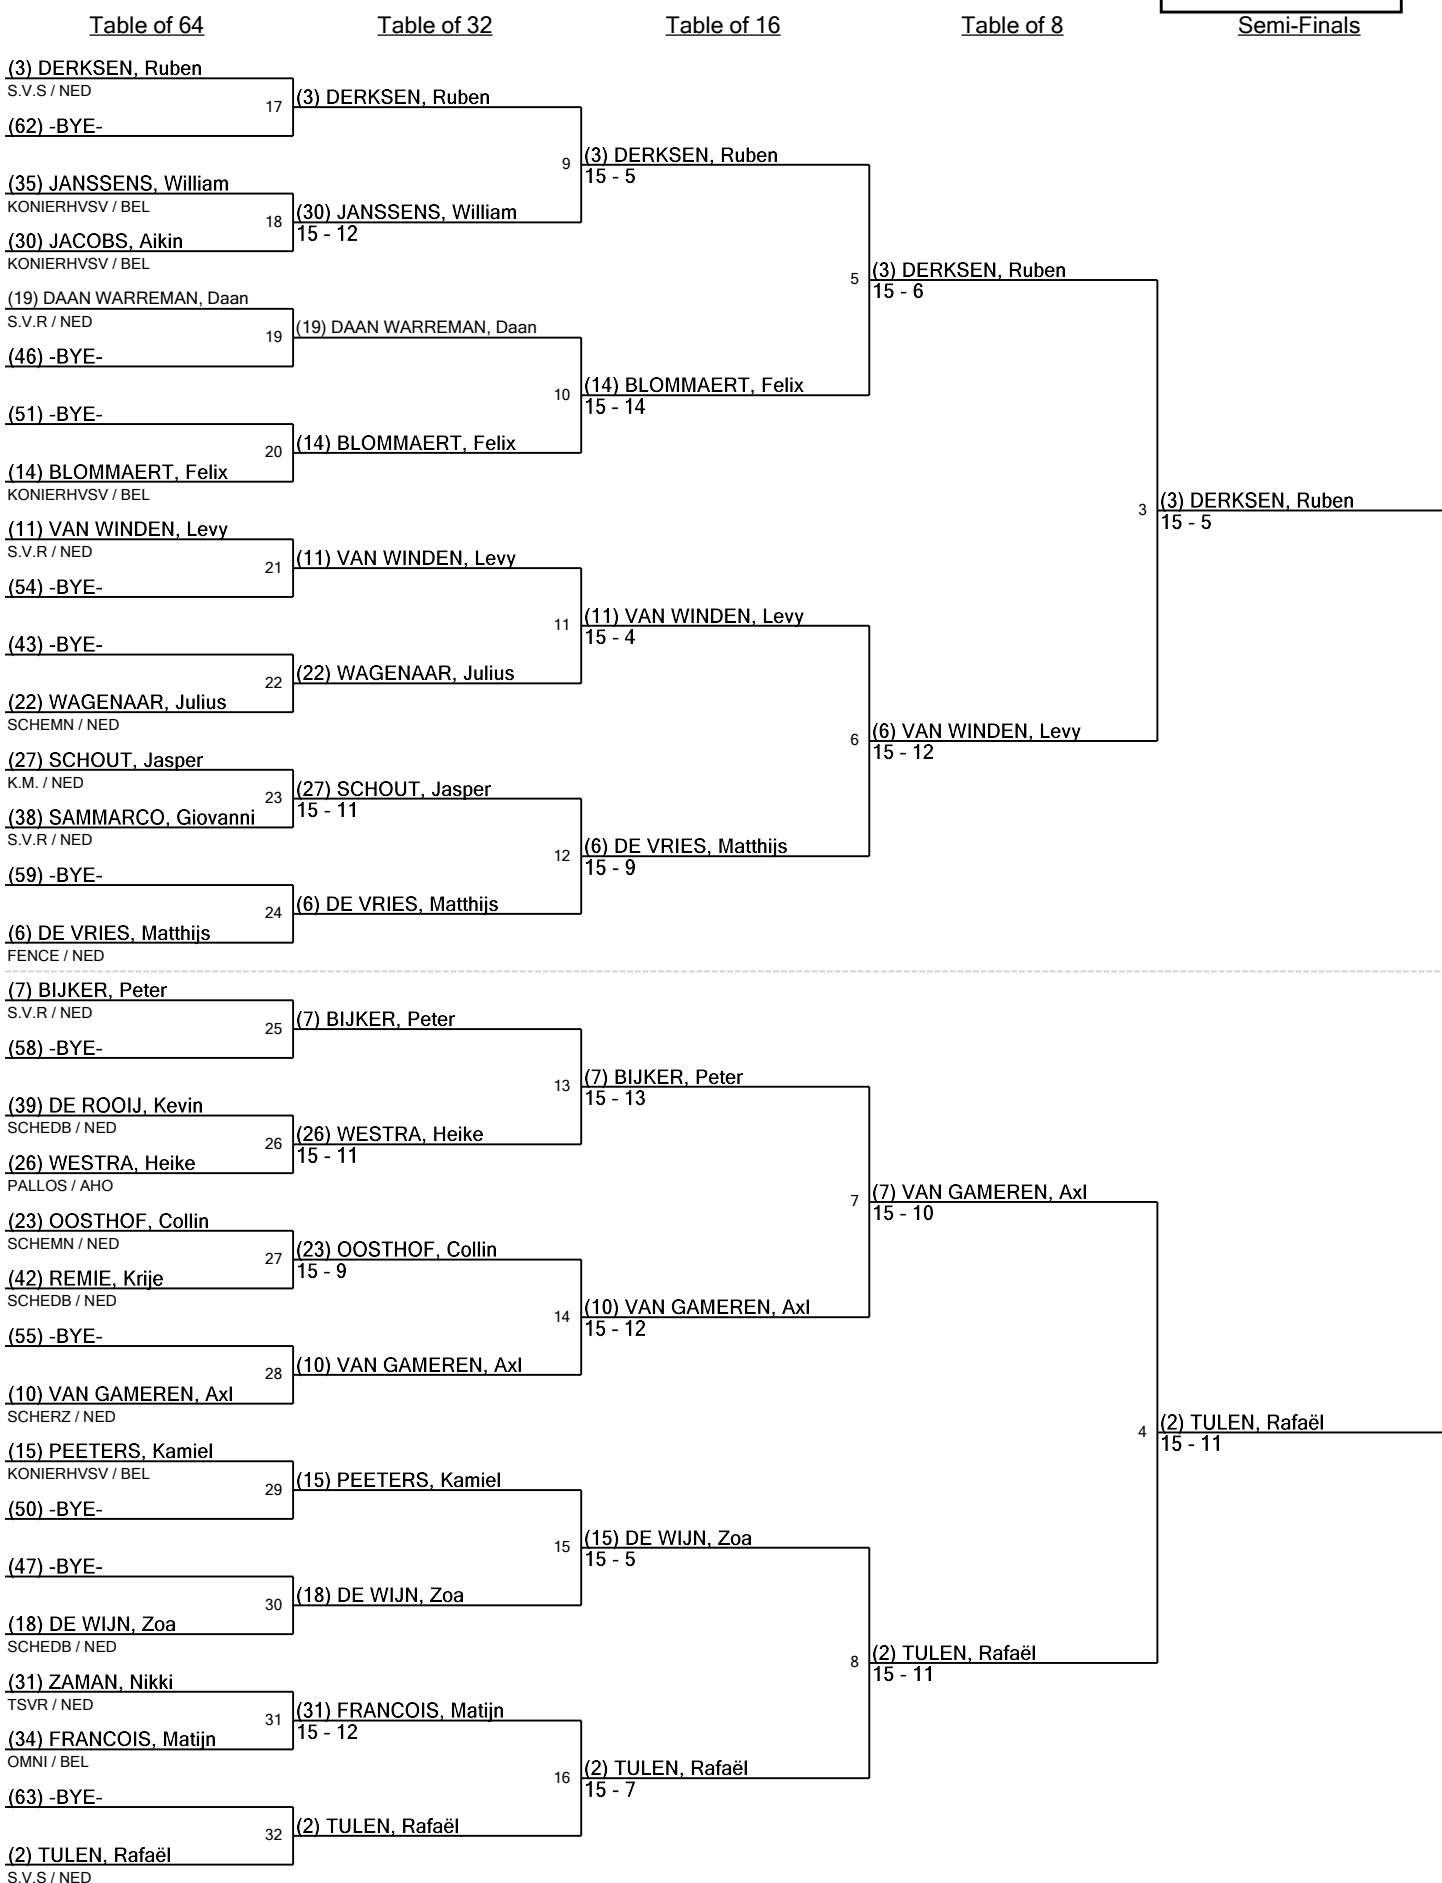 Table of 64
Table of 32
Table of 16
Table of 8
Semi-Finals
(3) DERKSEN, Ruben
S.V.S / NED
17
(62) -BYE-
(35) JANSSENS, William
KONIERHVSV / BEL
18
(30) JACOBS, Aikin
KONIERHVSV / BEL
(19) DAAN WARREMAN, Daan
S.V.R / NED
19
(46) -BYE-
(51) -BYE-
20
(14) BLOMMAERT, Felix
KONIERHVSV / BEL
(11) VAN WINDEN, Levy
S.V.R / NED
21
(54) -BYE-
(43) -BYE-
22
(22) WAGENAAR, Julius
SCHEMN / NED
(27) SCHOUT, Jasper
K.M. / NED
23
(38) SAMMARCO, Giovanni
S.V.R / NED
(59) -BYE-
24
(6) DE VRIES, Matthijs
FENCE / NED
(7) BIJKER, Peter
S.V.R / NED
25
(58) -BYE-
(39) DE ROOIJ, Kevin
SCHEDB / NED
26
(26) WESTRA, Heike
PALLOS / AHO
(23) OOSTHOF, Collin
SCHEMN / NED
27
(42) REMIE, Krije
SCHEDB / NED
(55) -BYE-
28
(10) VAN GAMEREN, Axl
SCHERZ / NED
(15) PEETERS, Kamiel
KONIERHVSV / BEL
29
(50) -BYE-
(47) -BYE-
30
(18) DE WIJN, Zoa
SCHEDB / NED
(31) ZAMAN, Nikki
TSVR / NED
31
(34) FRANCOIS, Matijn
OMNI / BEL
(63) -BYE-
32
(2) TULEN, Rafaël
S.V.S / NED
(3) DERKSEN, Ruben
9
(30) JANSSENS, William
15 - 12
(19) DAAN WARREMAN, Daan
10
(14) BLOMMAERT, Felix
(11) VAN WINDEN, Levy
11
(22) WAGENAAR, Julius
(27) SCHOUT, Jasper
15 - 11
12
(6) DE VRIES, Matthijs
(7) BIJKER, Peter
13
(26) WESTRA, Heike
15 - 11
(23) OOSTHOF, Collin
15 - 9
14
(10) VAN GAMEREN, Axl
(15) PEETERS, Kamiel
15
(18) DE WIJN, Zoa
(31) FRANCOIS, Matijn
15 - 12
16
(2) TULEN, Rafaël
(3) DERKSEN, Ruben
15 - 5
5
(14) BLOMMAERT, Felix
15 - 14
(11) VAN WINDEN, Levy
15 - 4
6
(6) DE VRIES, Matthijs
15 - 9
(7) BIJKER, Peter
15 - 13
7
(10) VAN GAMEREN, Axl
15 - 12
(15) DE WIJN, Zoa
15 - 5
8
(2) TULEN, Rafaël
15 - 7
(3) DERKSEN, Ruben
15 - 6
3
(6) VAN WINDEN, Levy
15 - 12
(7) VAN GAMEREN, Axl
15 - 10
4
(2) TULEN, Rafaël
15 - 11
(3) DERKSEN, Ruben
15 - 5
(2) TULEN, Rafaël
15 - 11